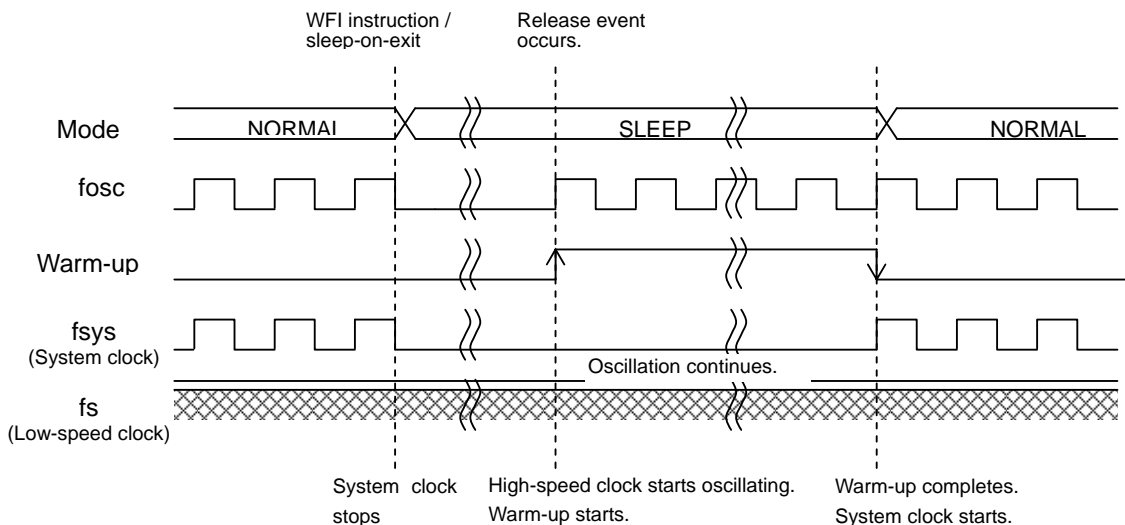 WFI instruction /
sleep-on-exit
Release event
occurs.
Mode
NORMAL
SLEEP
NORMAL
fosc
Warm-up
fsys
(System clock)
Oscillation continues.
fs
(Low-speed clock)
System clock
stops
High-speed clock starts oscillating.
Warm-up starts.
Warm-up completes.
System clock starts.